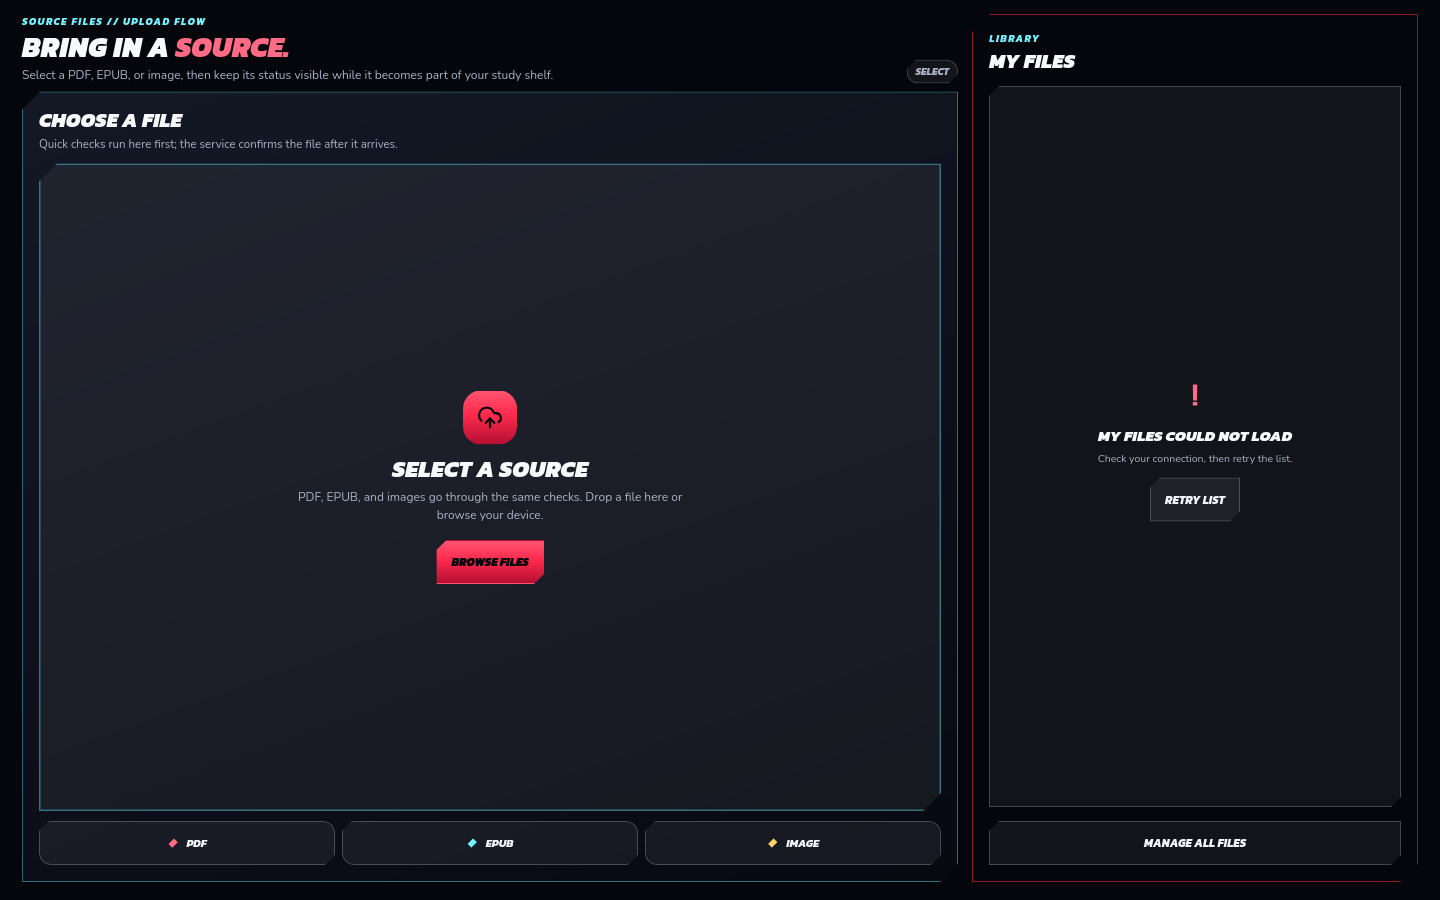 SOURCE FILES // UPLOAD FLOW
BRING IN A SOURCE.
Select a PDF, EPUB, or image, then keep its status visible while it becomes part of your study shelf.
SELECT
CHOOSE A FILE
Quick checks run here first; the service confirms the file after it arrives.
SELECT A SOURCE
PDF, EPUB, and images go through the same checks. Drop a file here or
browse your device.
BROWSE FILES
PDF
EPUB
IMAGE
LIBRARY
MY FILES
!
MY FILES COULD NOT LOAD
Check your connection, then retry the list.
RETRY LIST
MANAGE ALL FILES